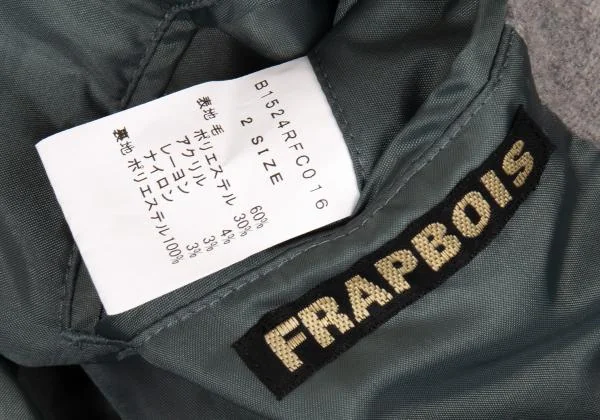 B1524RFC016
2 SIZE
表地 毛 60%
ポリエステル 30%
アクリル 4%
レーヨン 3%
ナイロン 3%
裏地 ポリエステル100%
FRAPBOIS